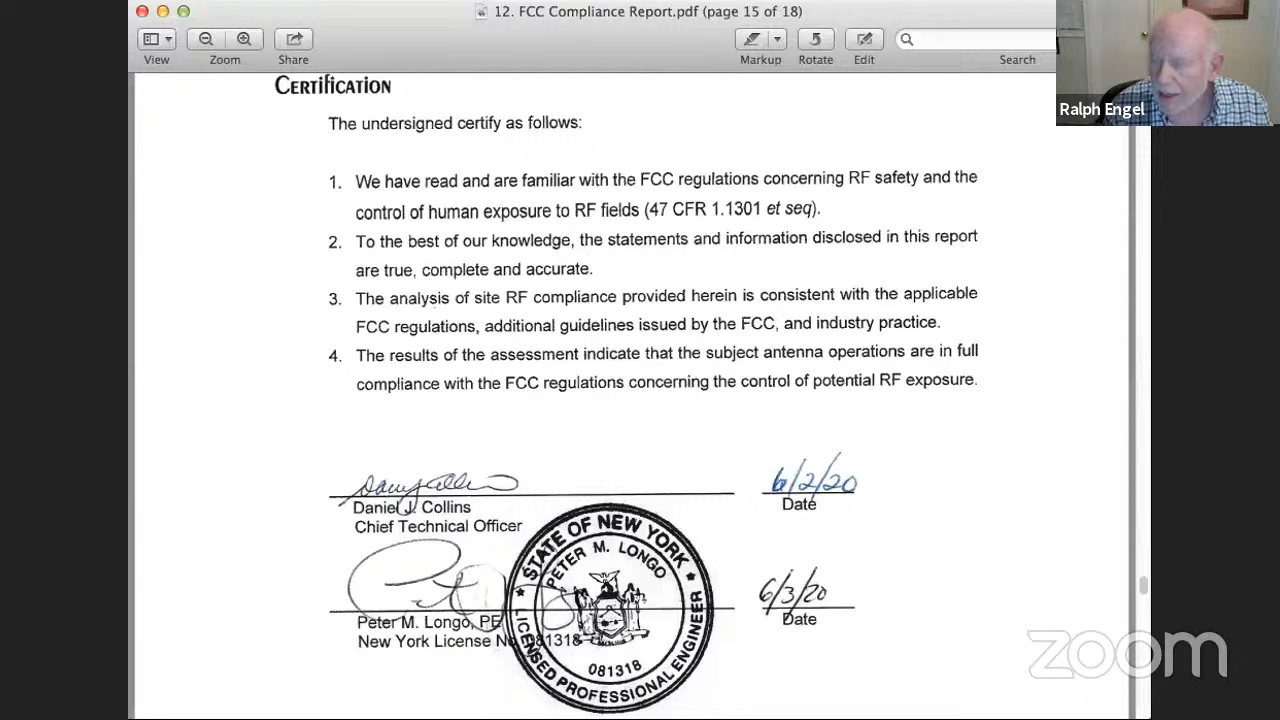 12. FCC Compliance Report.pdf (page 15 of 18)
View Zoom Share Markup Rotate Edit Search
Ralph Engel
Certification
The undersigned certify as follows:
1. We have read and are familiar with the FCC regulations concerning RF safety and the
control of human exposure to RF fields (47 CFR 1.1301 et seq).
2. To the best of our knowledge, the statements and information disclosed in this report
are true, complete and accurate.
3. The analysis of site RF compliance provided herein is consistent with the applicable
FCC regulations, additional guidelines issued by the FCC, and industry practice.
4. The results of the assessment indicate that the subject antenna operations are in full
compliance with the FCC regulations concerning the control of potential RF exposure.
6/2/20
Daniel J. Collins
Date
Chief Technical Officer
6/3/20
Peter M. Longo, PE
Date
New York License No. 081318
STATE OF NEW YORK
PETER M. LONGO
081318
LICENSED PROFESSIONAL ENGINEER
zoom